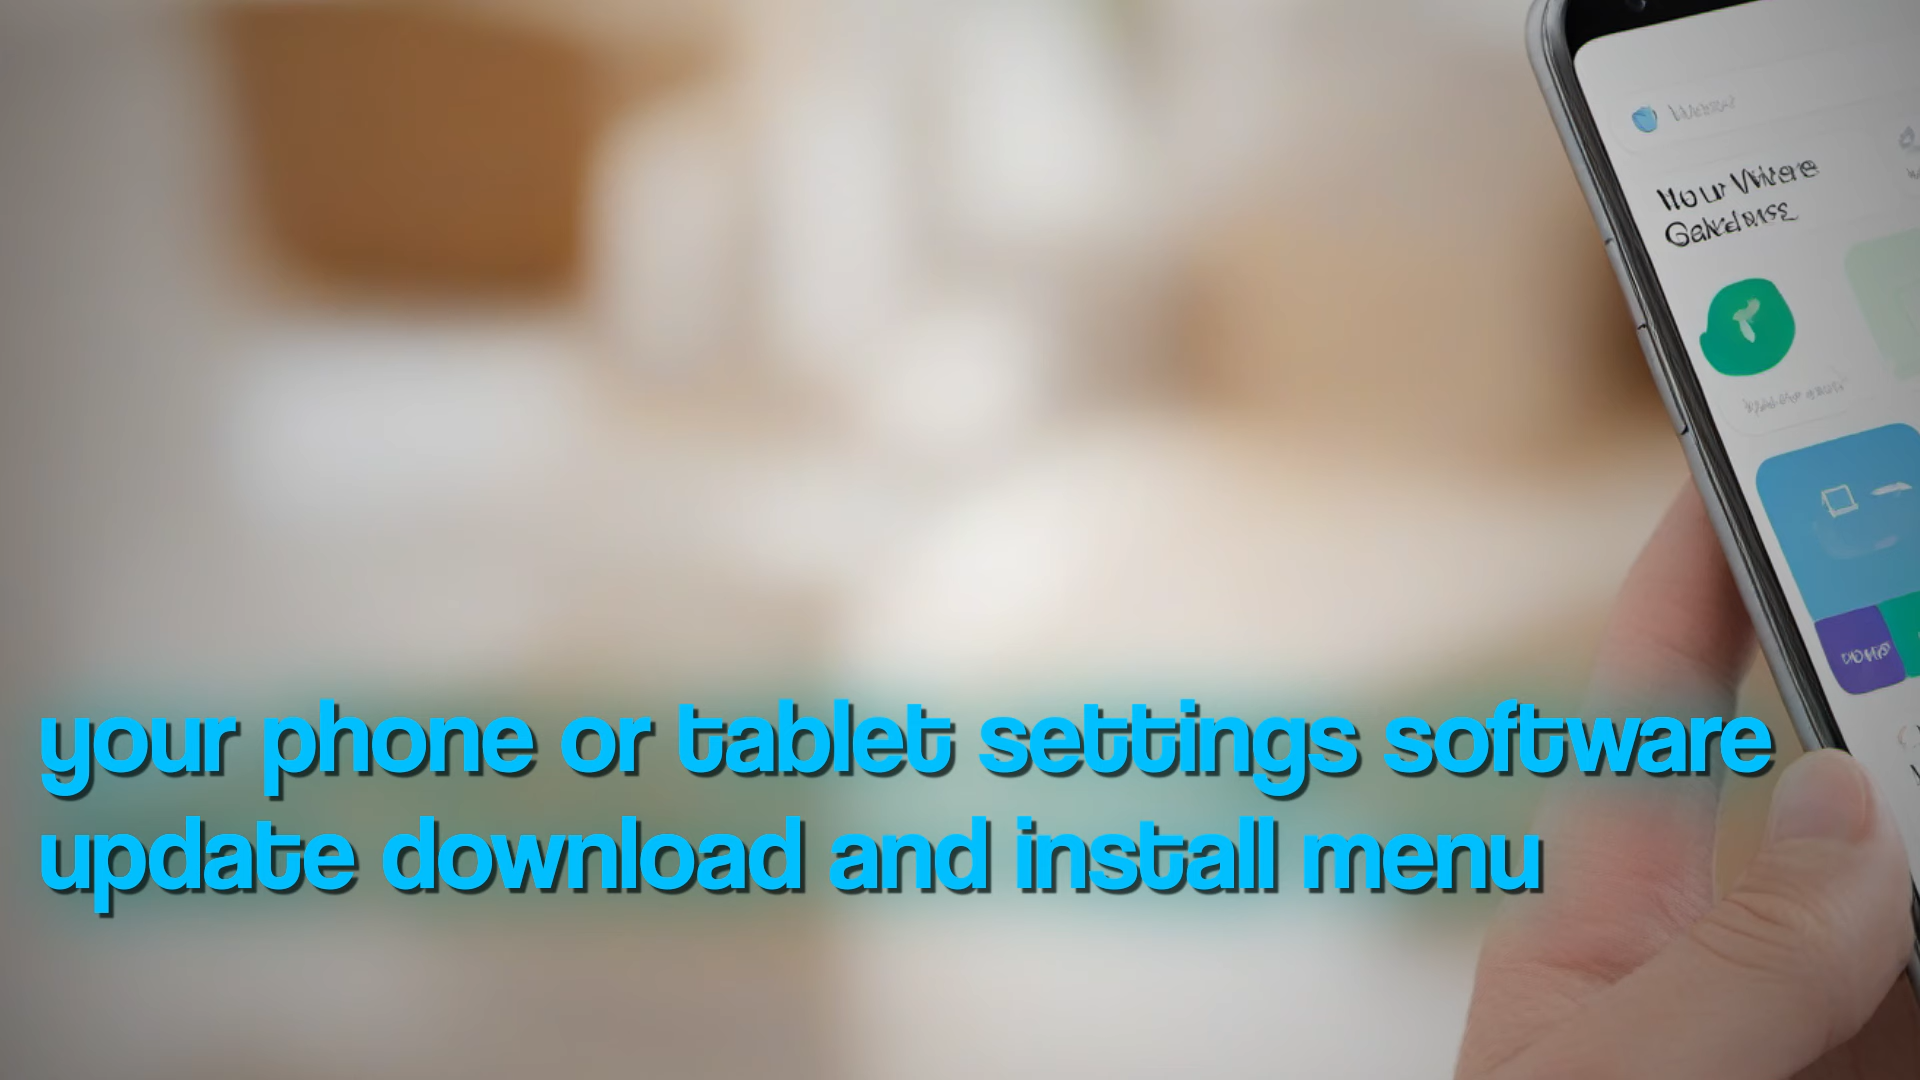 your phone or tablet settings software
update download and install menu